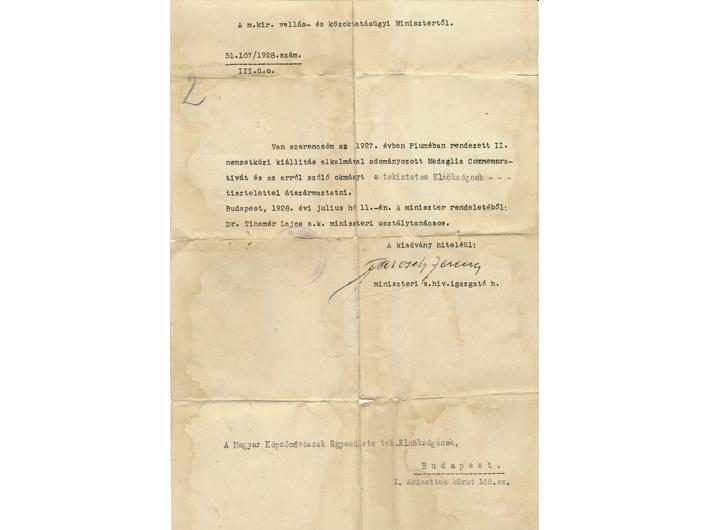 A m.kir. vallás- és közoktatásügyi Minisztertől.
51.107/1928.szám.
III.ü.o.
2
Van szerencsém az 1927. évben Fiuméban rendezett II.
nemzetközi kiállitás alkalmával adományozott Medaglia Commemora-
tivát és az arról szóló okmányt a tekintetes Elnökségnek - - -
tisztelettel átszármaztatni.
Budapest, 1928. évi julius hó 11.-én. A miniszter rendeletéből:
Dr. Tihamér Lajos s.k. miniszteri osztálytanácsos.
A kiadvány hiteléül:
Ferenc
miniszteri s.hiv.igazgató h.
A Magyar Képzőmüvészek Egyesülete tek.Elnökségének,
Budapest.
I. Krisztina körut 155.sz.